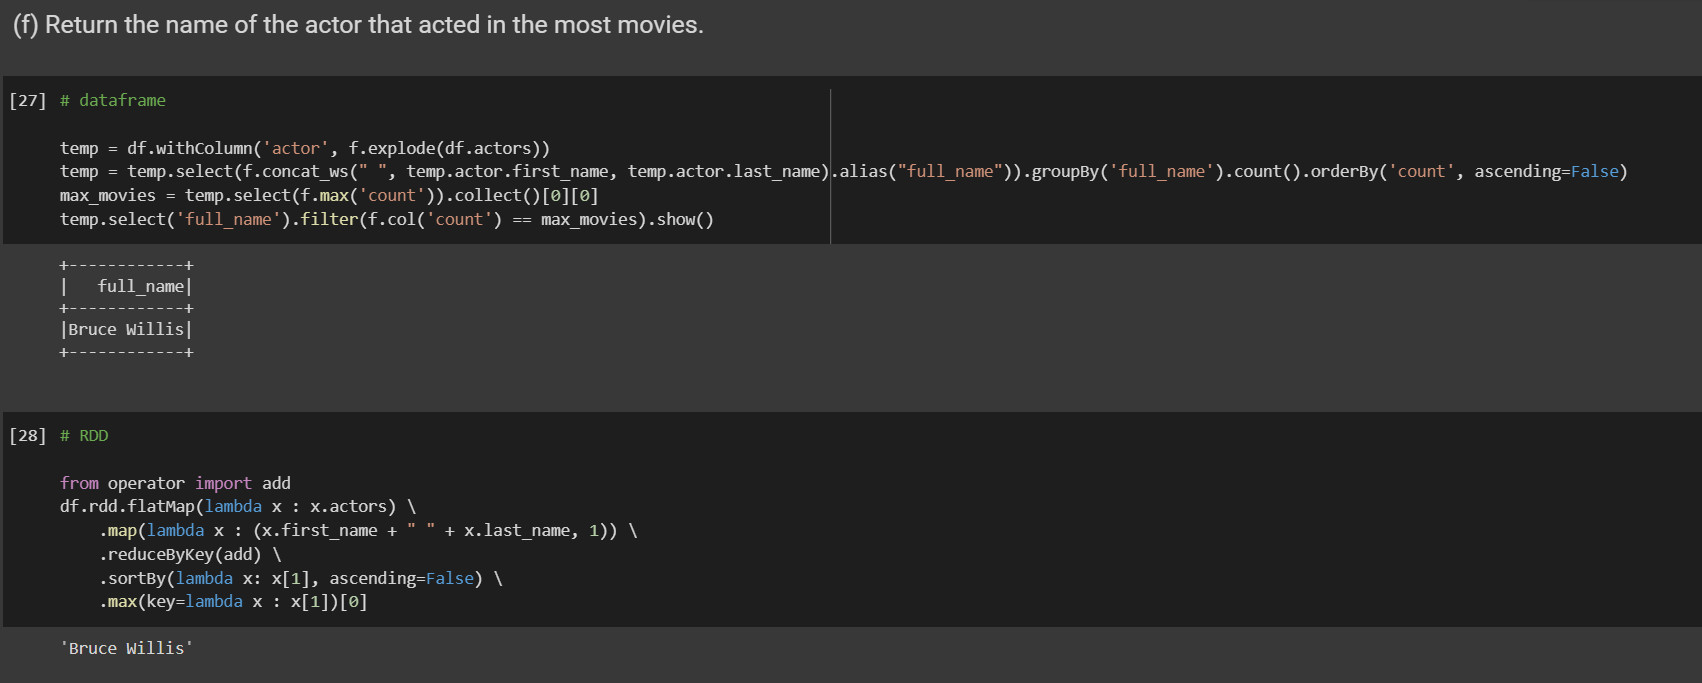 (f) Return the name of the actor that acted in the most movies.
[27] # dataframe
temp = df.withColumn('actor', f.explode(df.actors))
temp = temp.select(f.concat_ws(" ", temp.actor.first_name, temp.actor.last_name).alias("full_name")).groupBy('full_name').count().orderBy('count', ascending=False)
max_movies = temp.select(f.max('count')).collect()[0][0]
temp.select('full_name').filter(f.col('count') == max_movies).show()
+------------+
|   full_name|
+------------+
|Bruce Willis|
+------------+
[28] # RDD
from operator import add
df.rdd.flatMap(lambda x : x.actors) \
    .map(lambda x : (x.first_name + " " + x.last_name, 1)) \
    .reduceByKey(add) \
    .sortBy(lambda x: x[1], ascending=False) \
    .max(key=lambda x : x[1])[0]
'Bruce Willis'